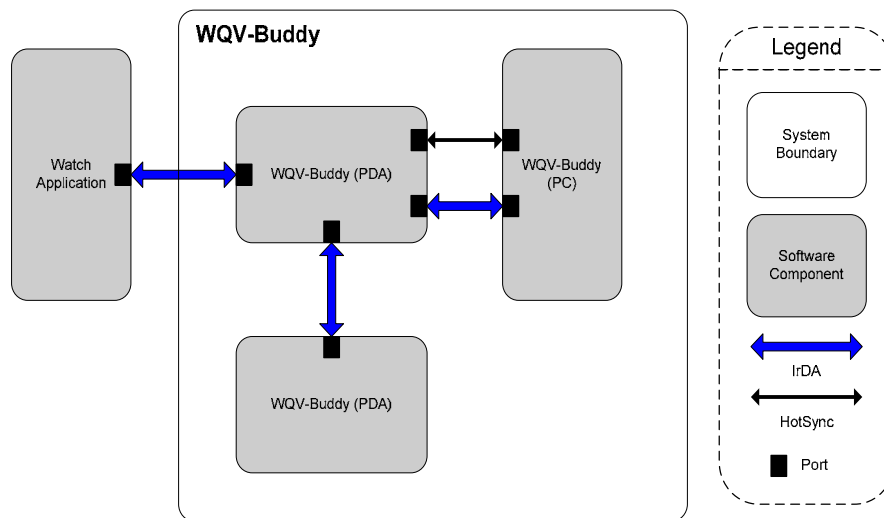 WQV-Buddy
Watch
Application
WQV-Buddy (PDA)
WQV-Buddy
(PC)
WQV-Buddy (PDA)
Legend
System
Boundary
Software
Component
IrDA
HotSync
Port